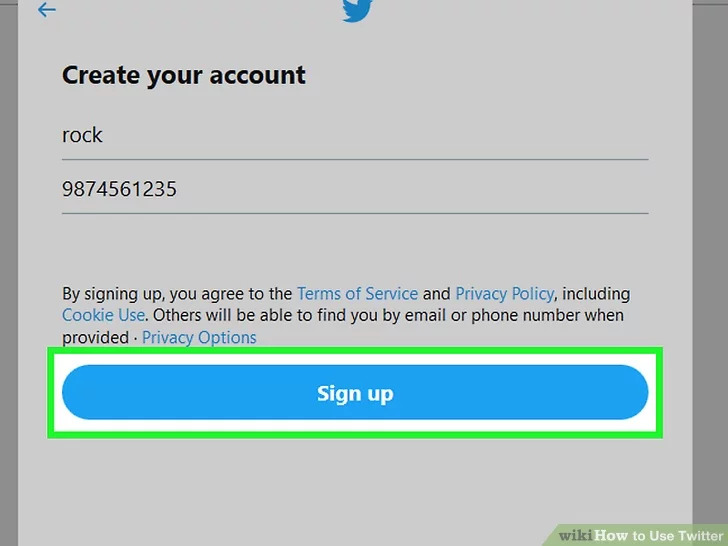 Create your account
rock
9874561235
By signing up, you agree to the Terms of Service and Privacy Policy, including
Cookie Use. Others will be able to find you by email or phone number when
provided · Privacy Options
Sign up
wikiHow to Use Twitter